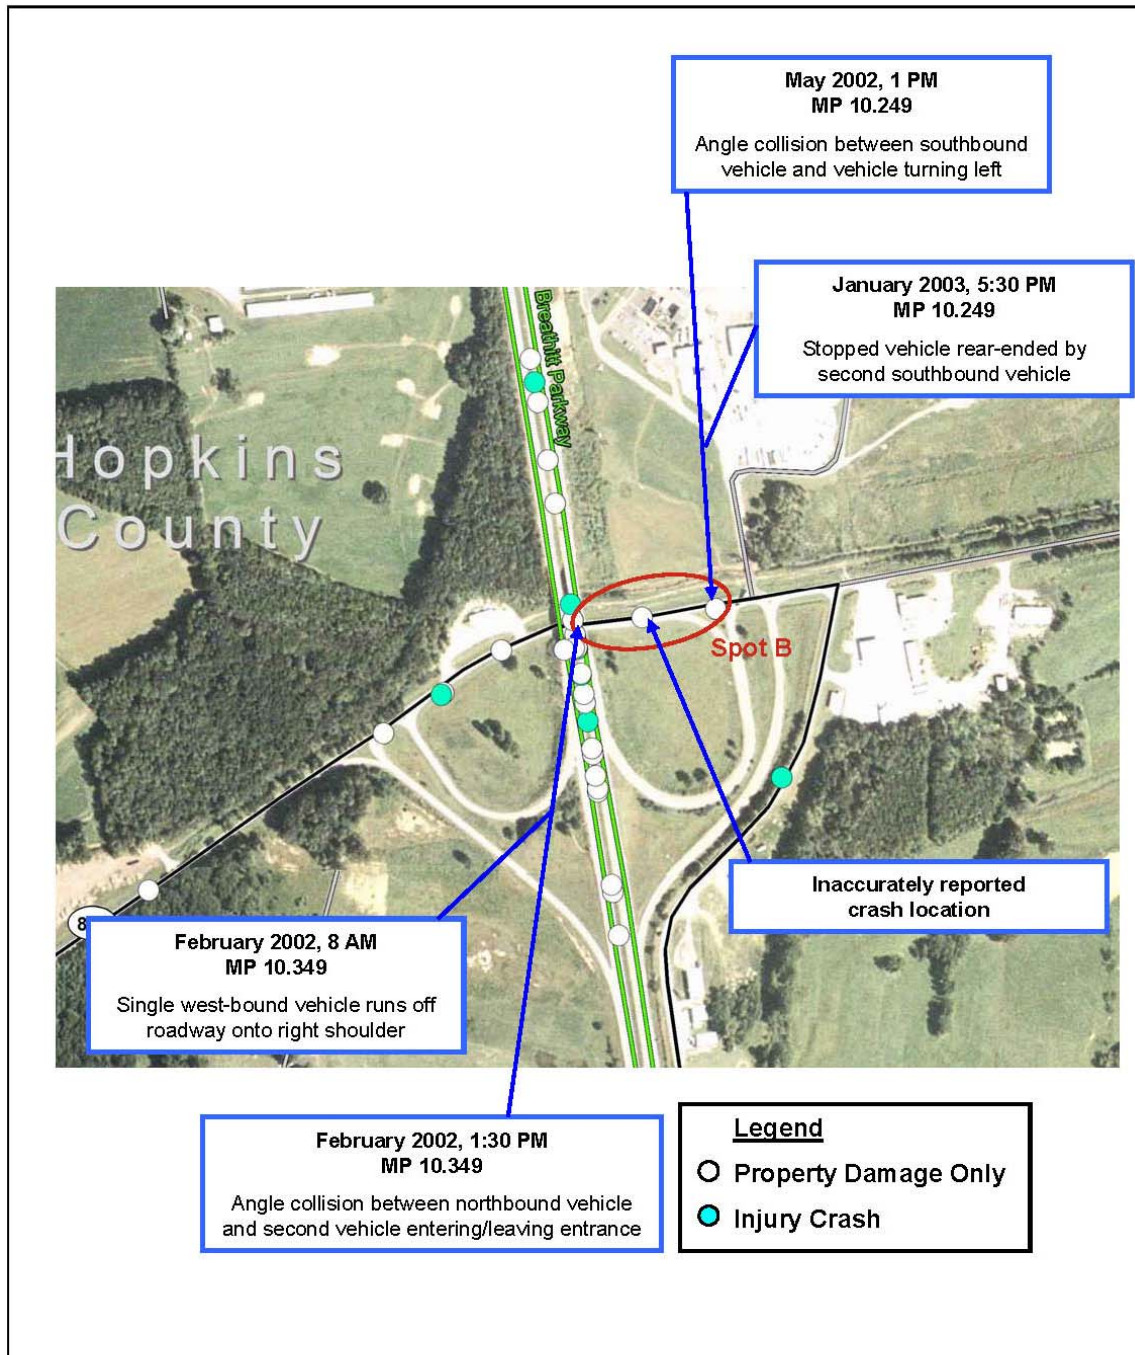 May 2002, 1 PM
MP 10.249
Angle collision between southbound
vehicle and vehicle turning left
January 2003, 5:30 PM
MP 10.249
Stopped vehicle rear-ended by
second southbound vehicle
Breathitt Parkway
Hopkins
County
Spot B
Inaccurately reported
crash location
8
February 2002, 8 AM
MP 10.349
Single west-bound vehicle runs off
roadway onto right shoulder
February 2002, 1:30 PM
MP 10.349
Angle collision between northbound vehicle
and second vehicle entering/leaving entrance
Legend
Property Damage Only
Injury Crash